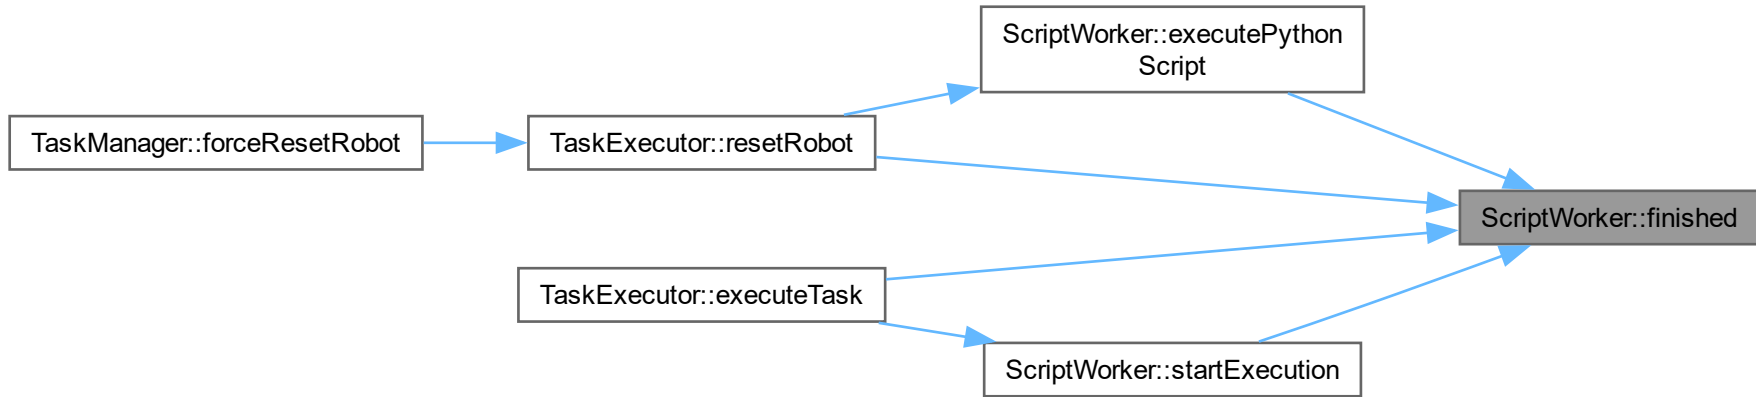 ScriptWorker::executePython
Script
TaskManager::forceResetRobot
TaskExecutor::resetRobot
ScriptWorker::finished
TaskExecutor::executeTask
ScriptWorker::startExecution